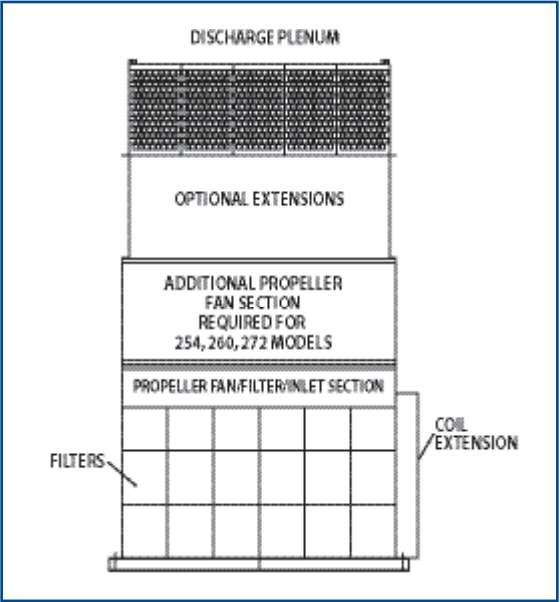 DISCHARGE PLENUM
OPTIONAL EXTENSIONS
ADDITIONAL PROPELLER
FAN SECTION
REQUIRED FOR
254, 260, 272 MODELS
PROPELLER FAN/FILTER/INLET SECTION
COIL
EXTENSION
FILTERS